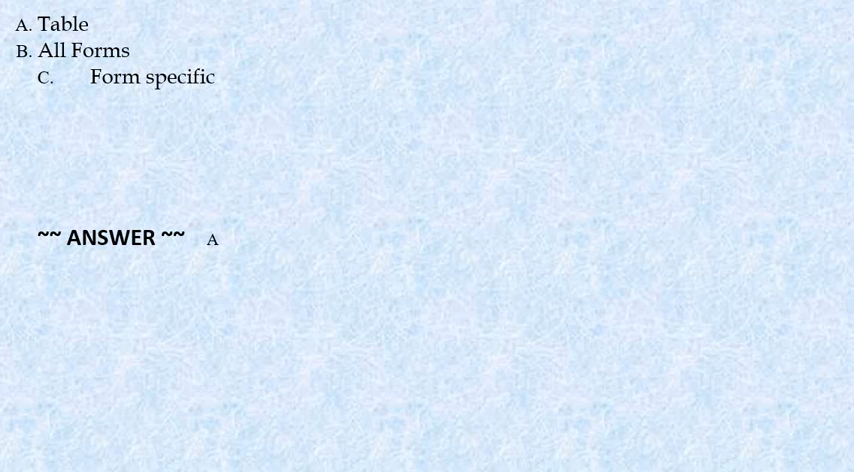 A. Table
B. All Forms
C. Form specific
~~ ANSWER ~~ A